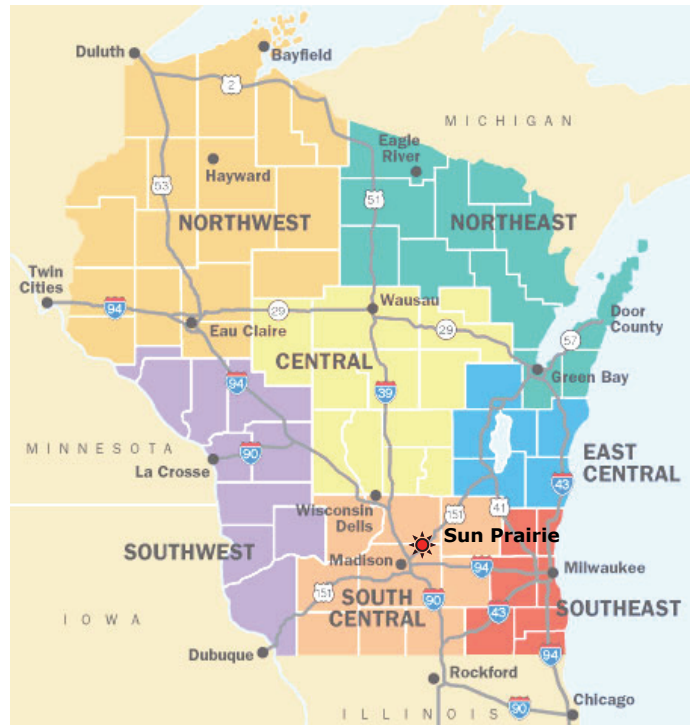 Duluth
Bayfield
2
MICHIGAN
Eagle
River
Hayward
53
51
NORTHWEST
NORTHEAST
Twin
Cities
94
29
Wausau
Door
County
Eau Claire
29
57
CENTRAL
Green Bay
94
39
MINNESOTA
90
La Crosse
EAST
CENTRAL
43
Wisconsin
Dells
151
41
Sun Prairie
SOUTHWEST
Madison
94
Milwaukee
151
SOUTH
CENTRAL
90
43
SOUTHEAST
IOWA
Dubuque
94
Rockford
90
Chicago
ILLINOIS